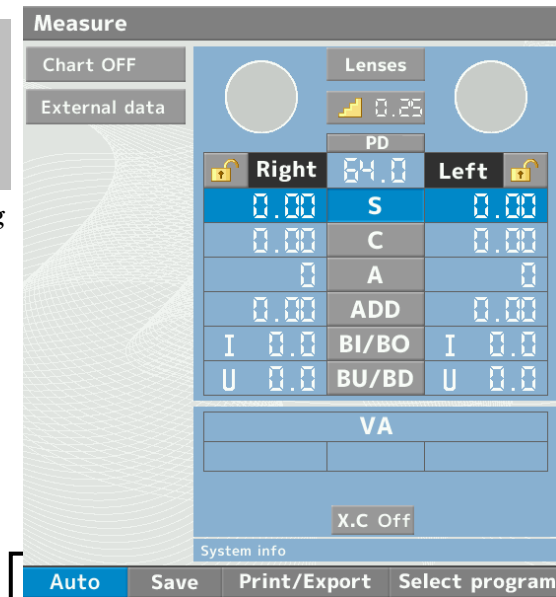 Measure
Chart OFF
Lenses
External data
0.25
PD
Right 64.0 Left
0.00 S 0.00
0.00 C 0.00
0 A 0
0.00 ADD 0.00
I 0.0 BI/BO I 0.0
U 0.0 BU/BD U 0.0
g
VA
X.C Off
System info
Auto Save Print/Export Select program